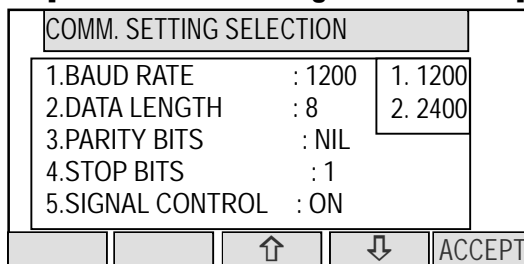 COMM. SETTING SELECTION
1.BAUD RATE : 1200
2.DATA LENGTH : 8
3.PARITY BITS : NIL
4.STOP BITS : 1
5.SIGNAL CONTROL : ON
1. 1200
2. 2400
ACCEPT